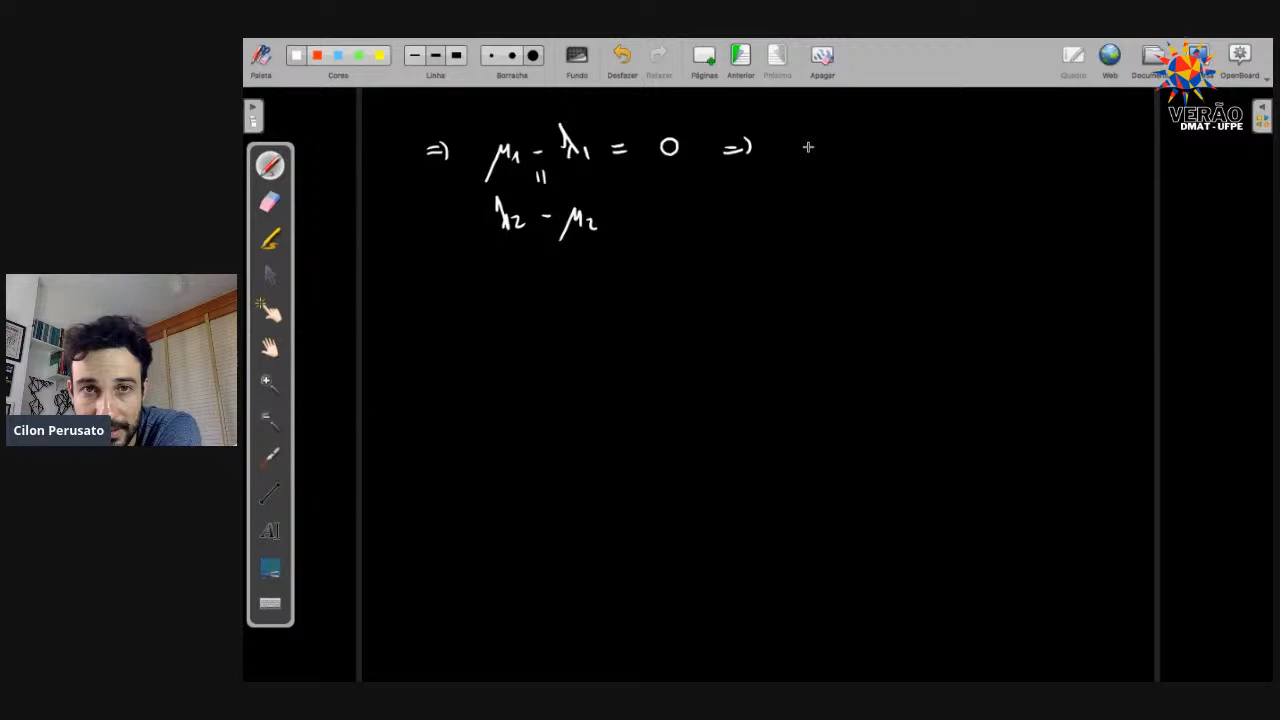 Paleta Cores Linha Borracha Fundo Desfazer Refazer Páginas Anterior Próximo Apagar Quadro Web OpenBoard
VERÃO
DMAT - UFPE
⇒ μ1 - λ1 = 0 ⇒
||
λ2 - μ2
Cilon Perusato
AI